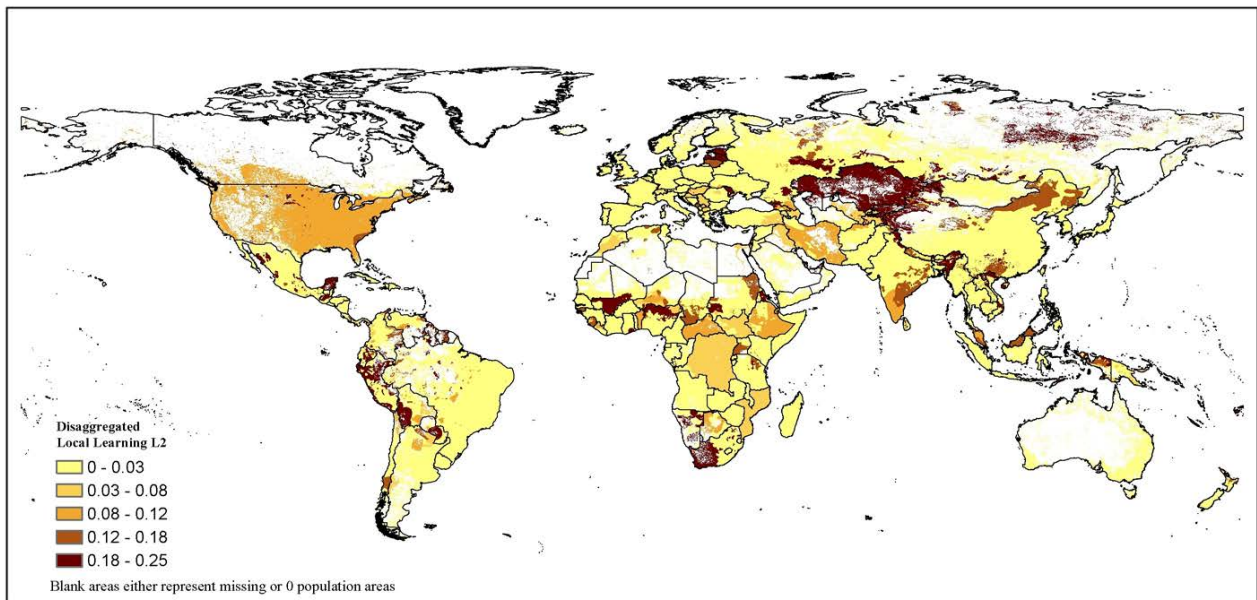 Disaggregated
Local Learning L2
0 - 0.03
0.03 - 0.08
0.08 - 0.12
0.12 - 0.18
0.18 - 0.25
Blank areas either represent missing or 0 population areas